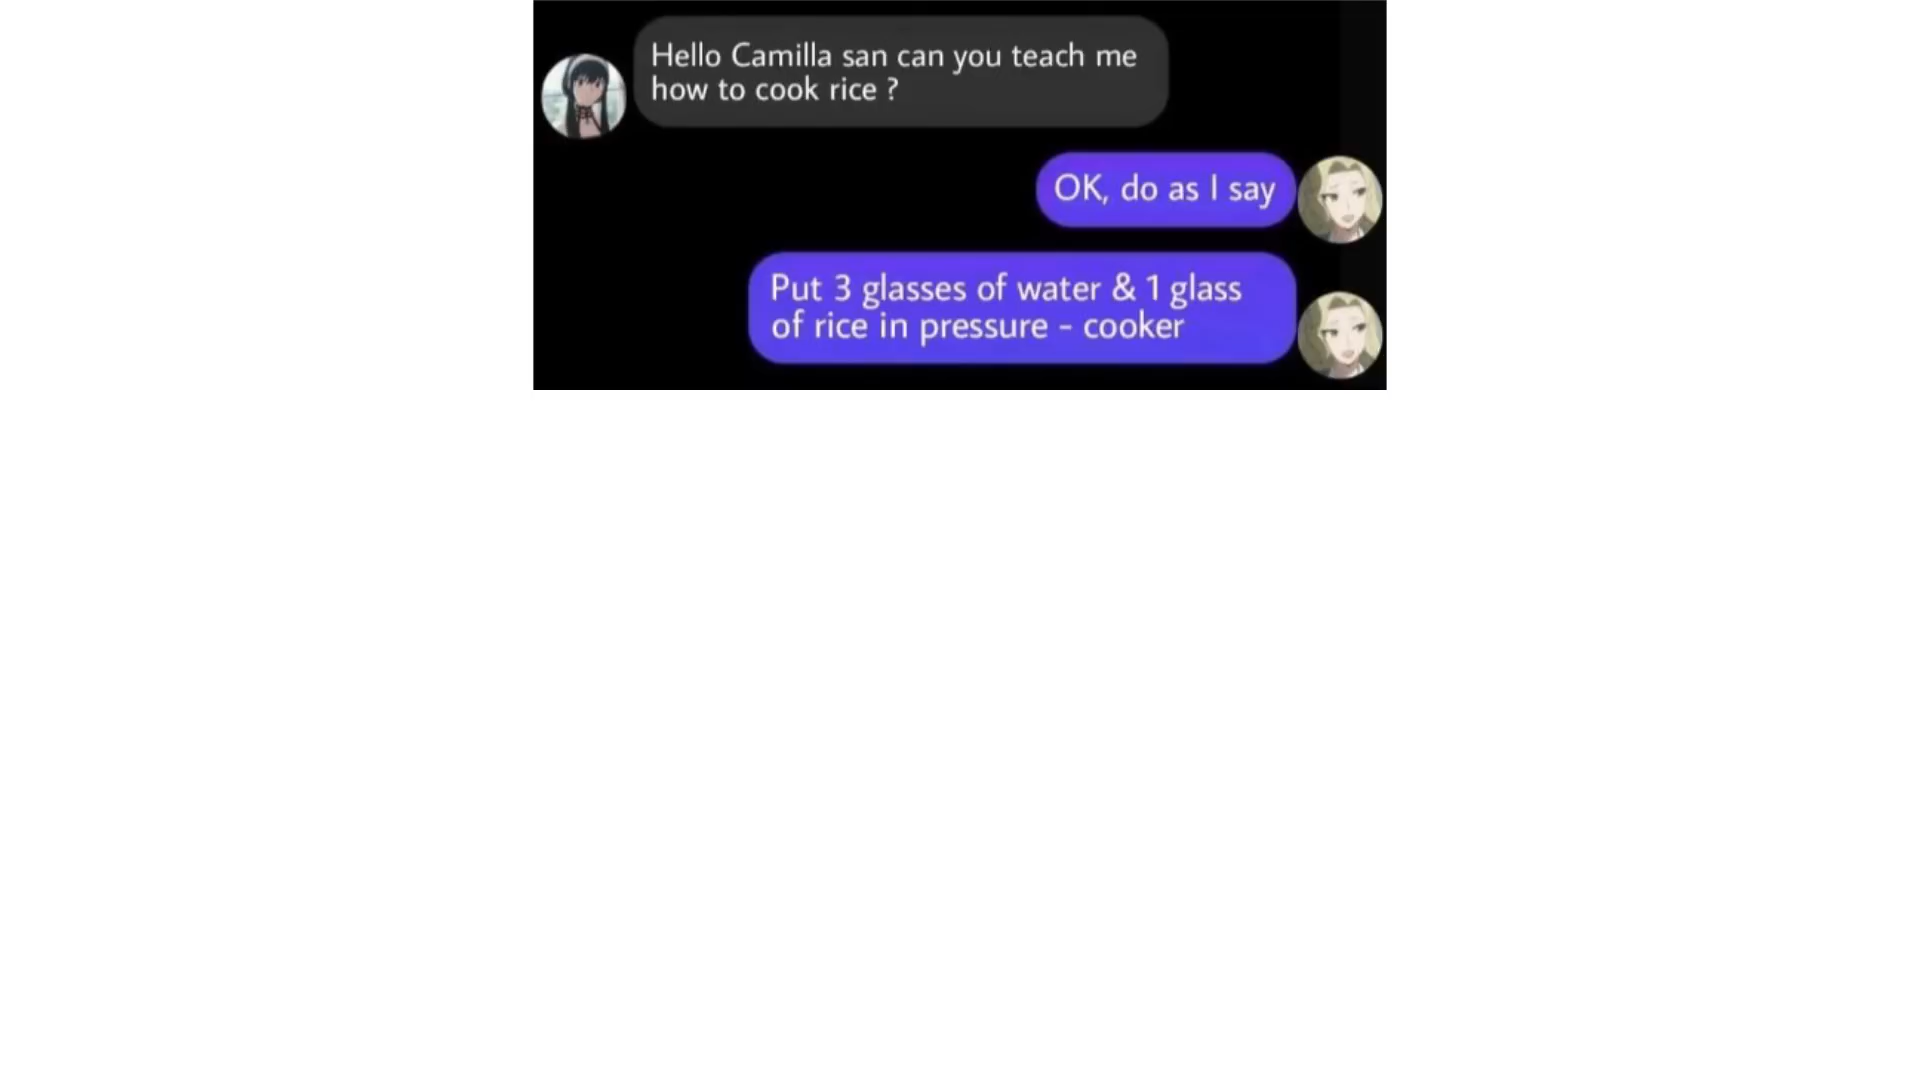 Hello Camilla san can you teach me
how to cook rice ?
OK, do as I say
Put 3 glasses of water & 1 glass
of rice in pressure - cooker